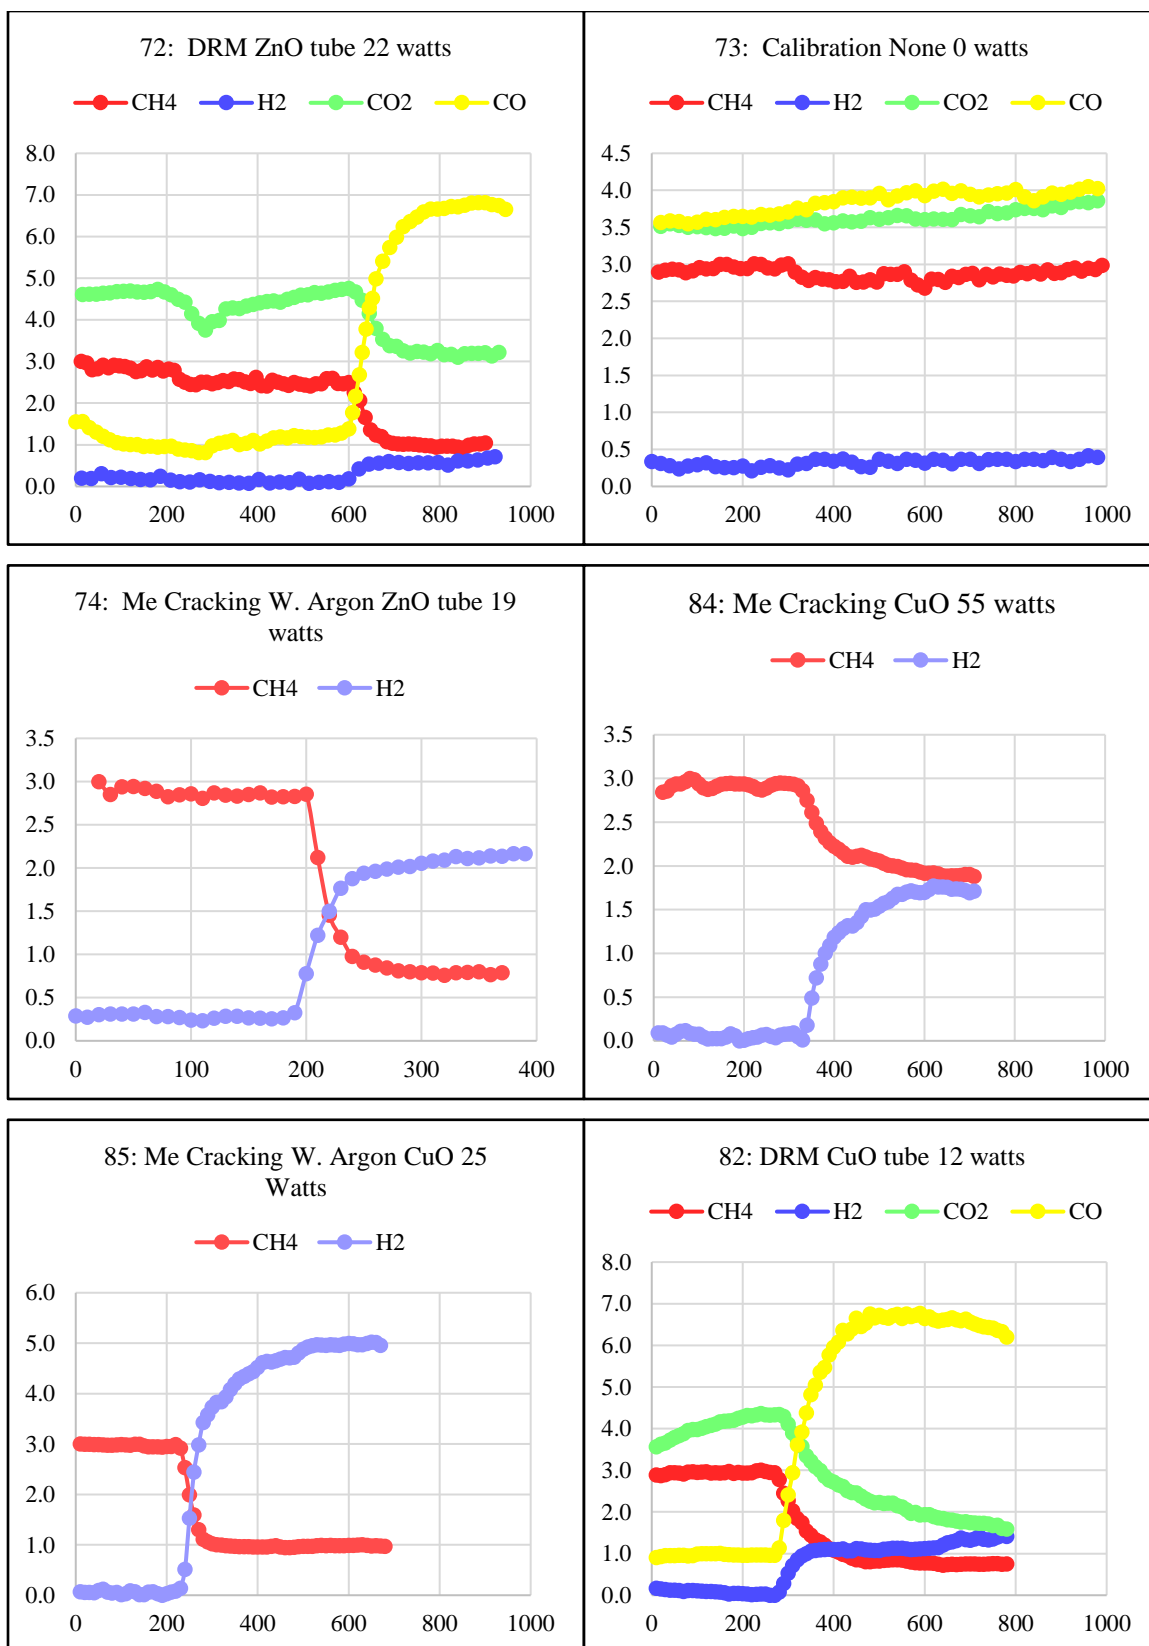 72: DRM ZnO tube 22 watts
CH4 H2 CO2 CO
8.0
7.0
6.0
5.0
4.0
3.0
2.0
1.0
0.0
0 200 400 600 800 1000
73: Calibration None 0 watts
CH4 H2 CO2 CO
4.5
4.0
3.5
3.0
2.5
2.0
1.5
1.0
0.5
0.0
0 200 400 600 800 1000
74: Me Cracking W. Argon ZnO tube 19
watts
CH4 H2
3.5
3.0
2.5
2.0
1.5
1.0
0.5
0.0
0 100 200 300 400
84: Me Cracking CuO 55 watts
CH4 H2
3.5
3.0
2.5
2.0
1.5
1.0
0.5
0.0
0 200 400 600 800 1000
85: Me Cracking W. Argon CuO 25
Watts
CH4 H2
6.0
5.0
4.0
3.0
2.0
1.0
0.0
0 200 400 600 800 1000
82: DRM CuO tube 12 watts
CH4 H2 CO2 CO
8.0
7.0
6.0
5.0
4.0
3.0
2.0
1.0
0.0
0 200 400 600 800 1000